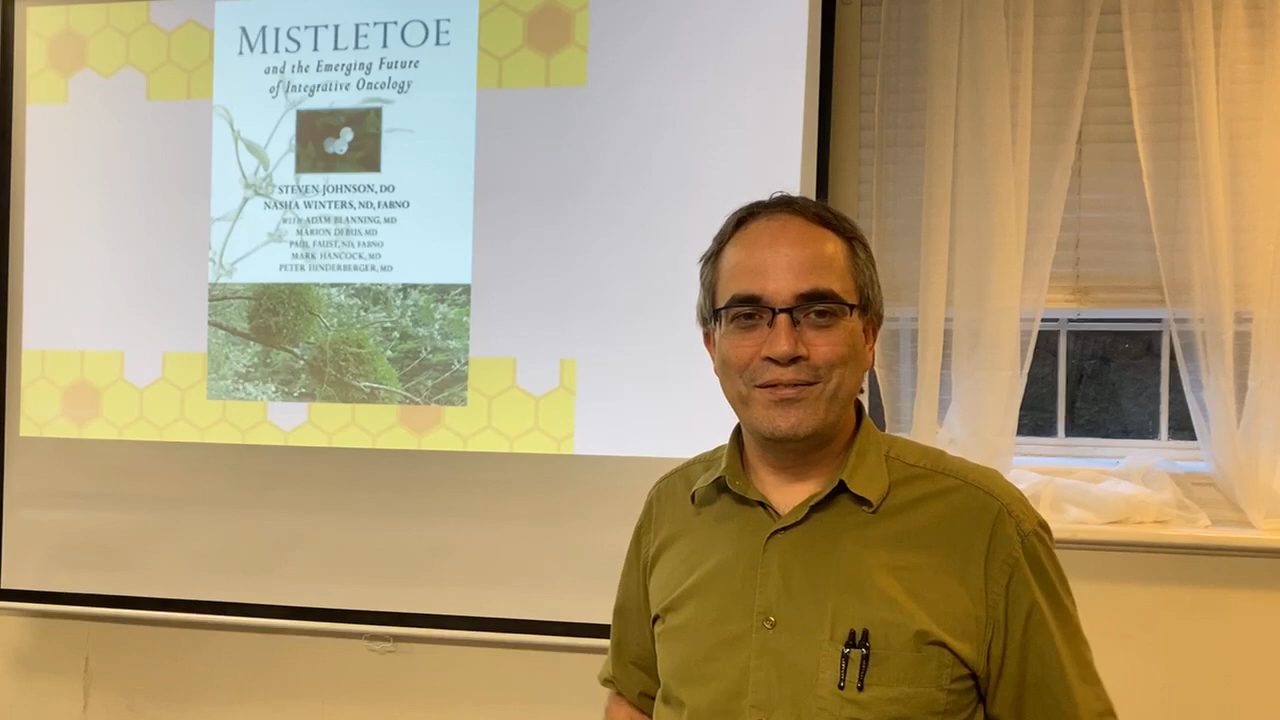 MISTLETOE
and the Emerging Future
of Integrative Oncology
STEVEN JOHNSON, DO
NASHA WINTERS, ND, FABNO
WITH ADAM BLANNING, MD
MARION DEBUS, MD
PAUL FAUST, ND, FABNO
MARK HANCOCK, MD
PETER HINDERBERGER, MD